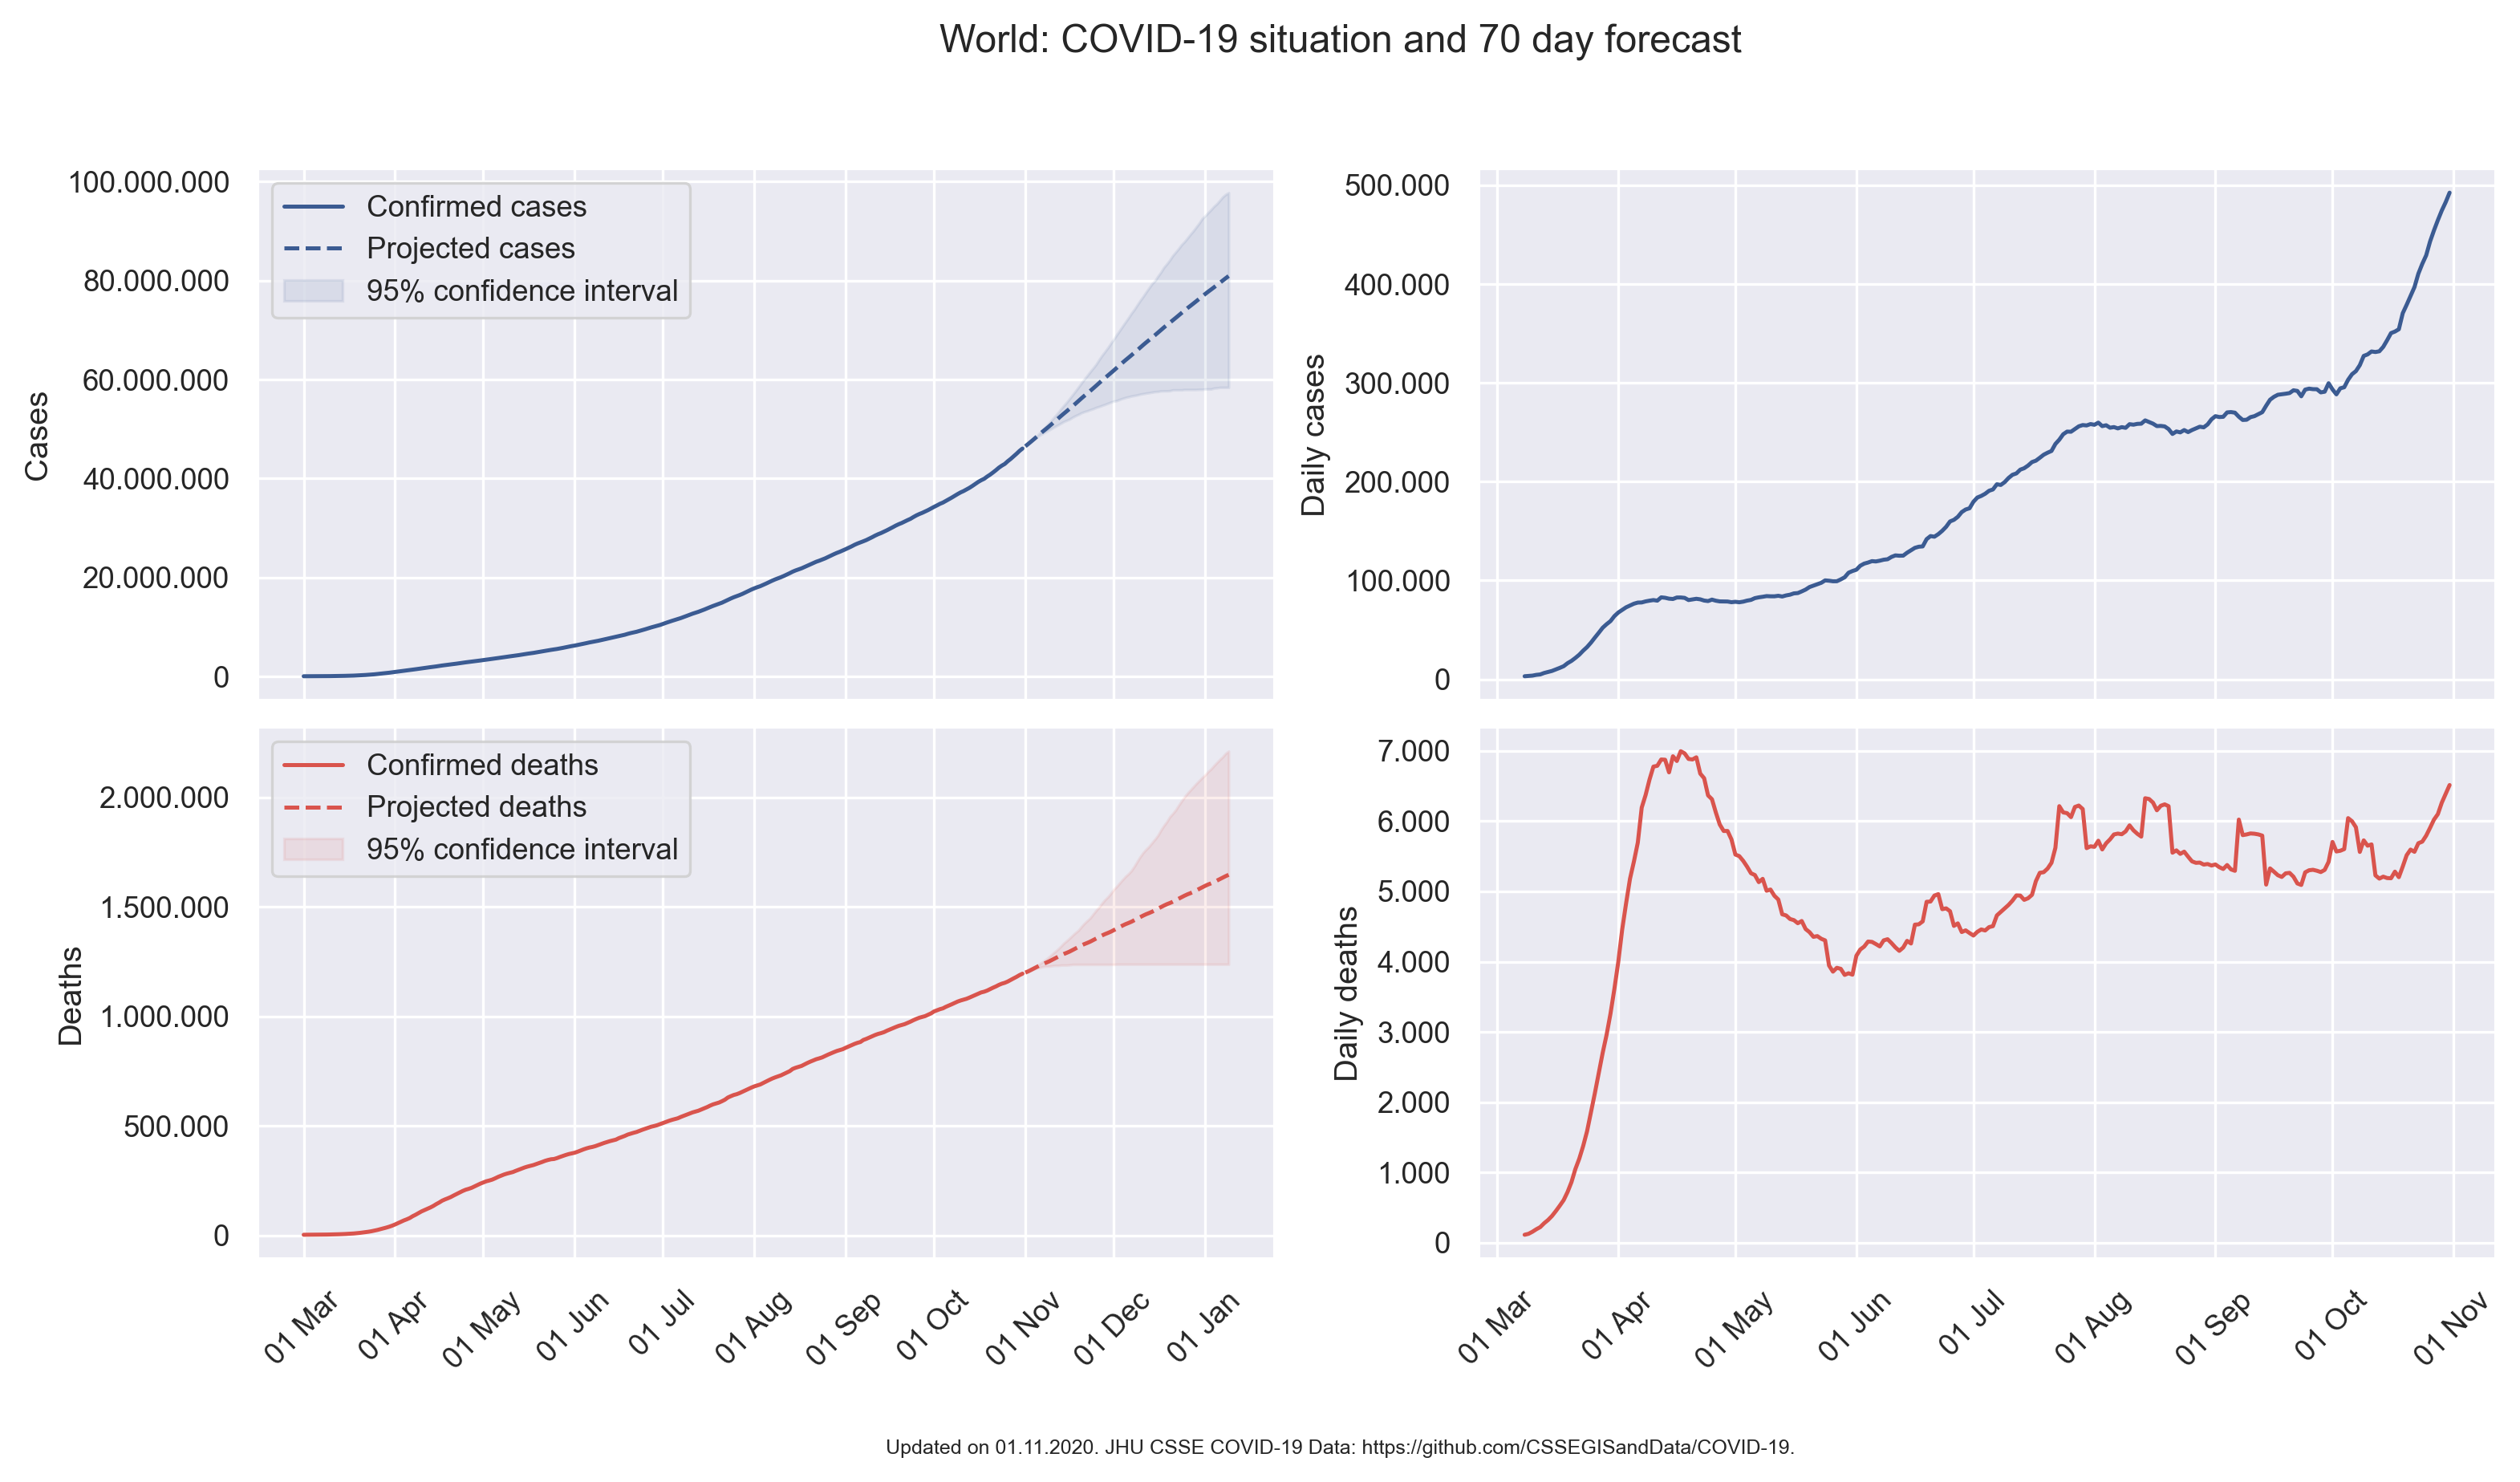 World: COVID-19 situation and 70 day forecast
100.000.000
80.000.000
60.000.000
40.000.000
20.000.000
0
Cases
Confirmed cases
Projected cases
95% confidence interval
500.000
400.000
300.000
200.000
100.000
0
Daily cases
2.000.000
1.500.000
1.000.000
500.000
0
Deaths
Confirmed deaths
Projected deaths
95% confidence interval
01 Mar
01 Apr
01 May
01 Jun
01 Jul
01 Aug
01 Sep
01 Oct
01 Nov
01 Dec
01 Jan
7.000
6.000
5.000
4.000
3.000
2.000
1.000
0
Daily deaths
01 Mar
01 Apr
01 May
01 Jun
01 Jul
01 Aug
01 Sep
01 Oct
01 Nov
Updated on 01.11.2020. JHU CSSE COVID-19 Data: https://github.com/CSSEGISandData/COVID-19.